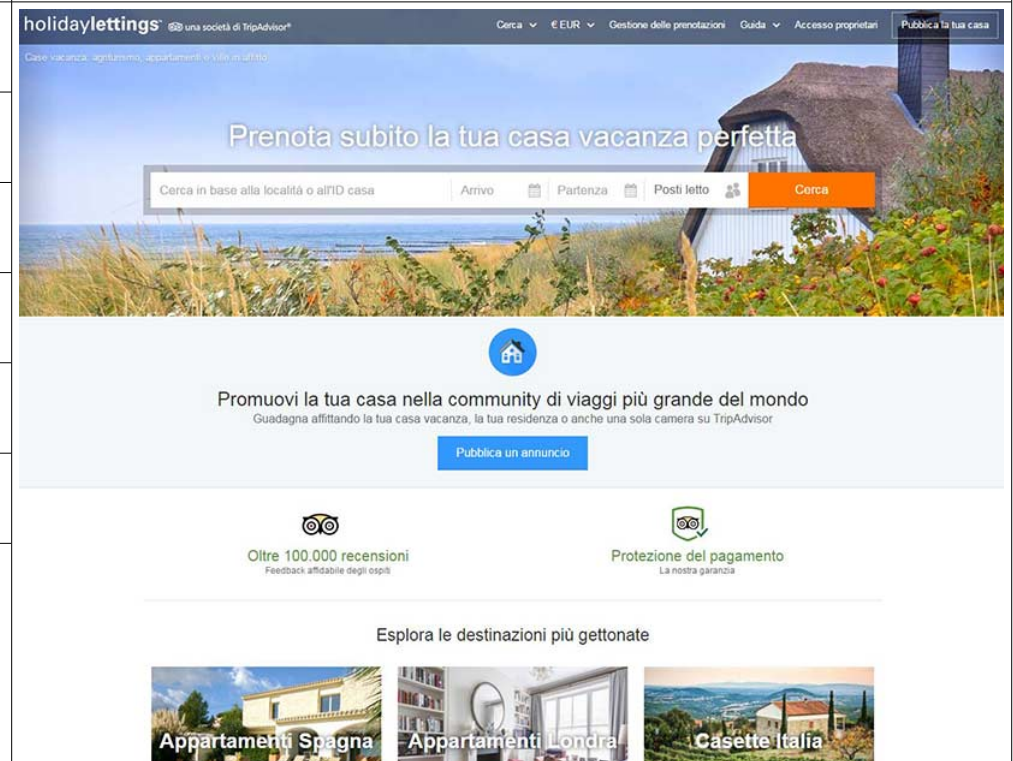 holidaylettings una società di TripAdvisor®
Cerca € EUR Gestione delle prenotazioni Guida Accesso proprietari Pubblica la tua casa
Case vacanza, agriturismo, appartamenti e ville in affitto
Prenota subito la tua casa vacanza perfetta
Cerca in base alla località o all'ID casa Arrivo Partenza Posti letto Cerca
Promuovi la tua casa nella community di viaggi più grande del mondo
Guadagna affittando la tua casa vacanza, la tua residenza o anche una sola camera su TripAdvisor
Pubblica un annuncio
Oltre 100.000 recensioni
Feedback affidabile degli ospiti
Protezione del pagamento
La nostra garanzia
Esplora le destinazioni più gettonate
Appartamenti Spagna
Appartamenti Londra
Casette Italia